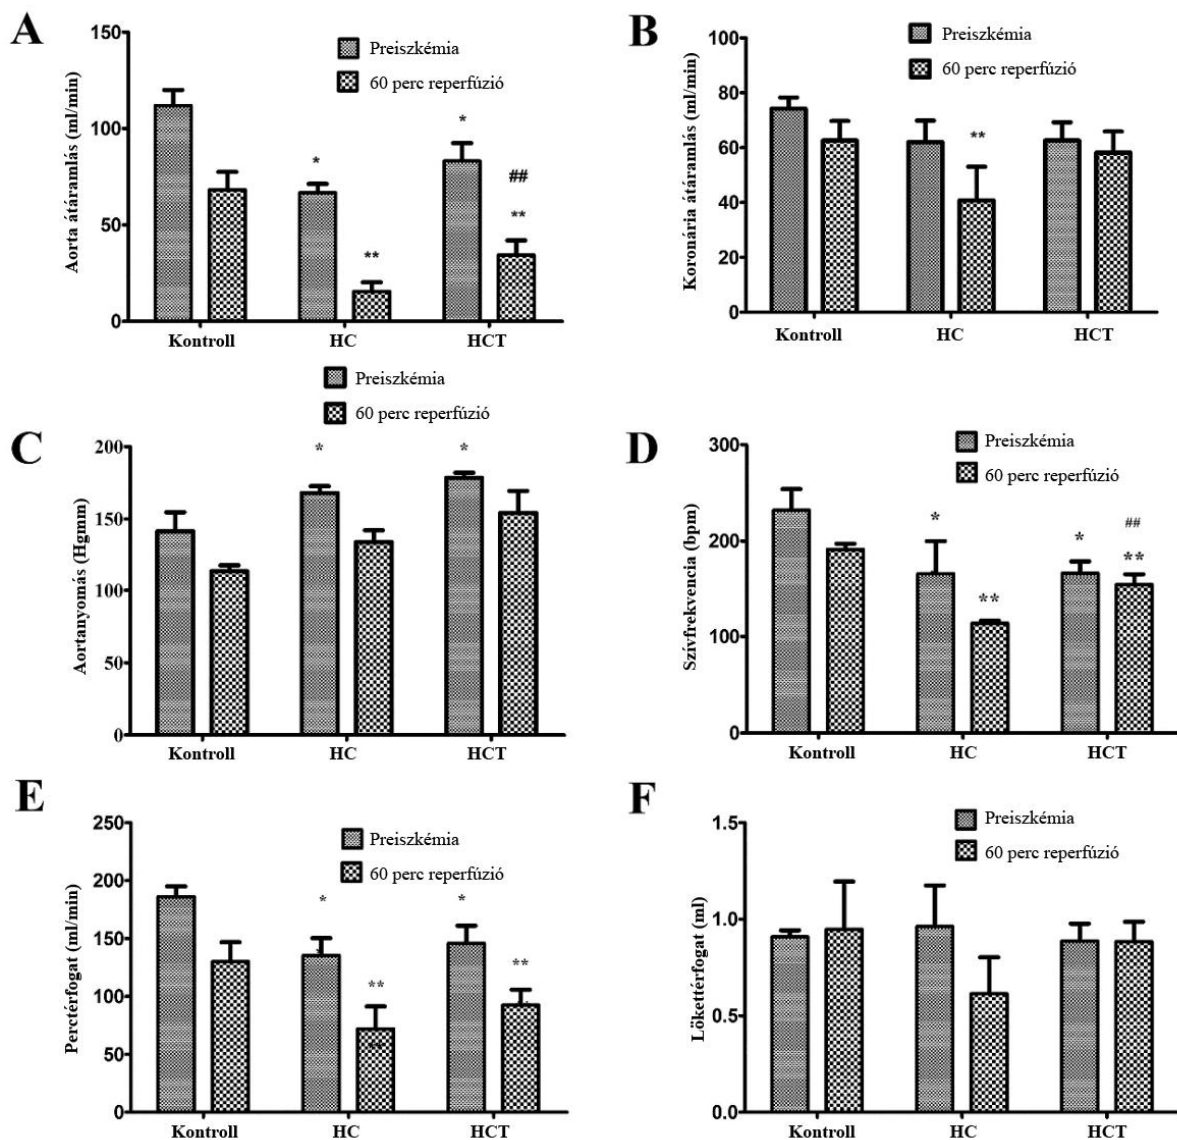 A
Aorta átáramlás (ml/min)
150
100
50
0
Preiszkémia
60 perc reperfúzió
*
**
*
##
**
Kontroll HC HCT
B
Koronária átáramlás (ml/min)
100
80
60
40
20
0
Preiszkémia
60 perc reperfúzió
**
Kontroll HC HCT
C
Aortanyomás (Hgmm)
200
150
100
50
0
Preiszkémia
60 perc reperfúzió
*
*
Kontroll HC HCT
D
Szívfrekvencia (bpm)
300
200
100
0
Preiszkémia
60 perc reperfúzió
*
**
*
##
**
Kontroll HC HCT
E
Perctérfogat (ml/min)
250
200
150
100
50
0
Preiszkémia
60 perc reperfúzió
*
**
**
*
**
Kontroll HC HCT
F
Lökettérfogat (ml)
1.5
1.0
0.5
0.0
Preiszkémia
60 perc reperfúzió
Kontroll HC HCT